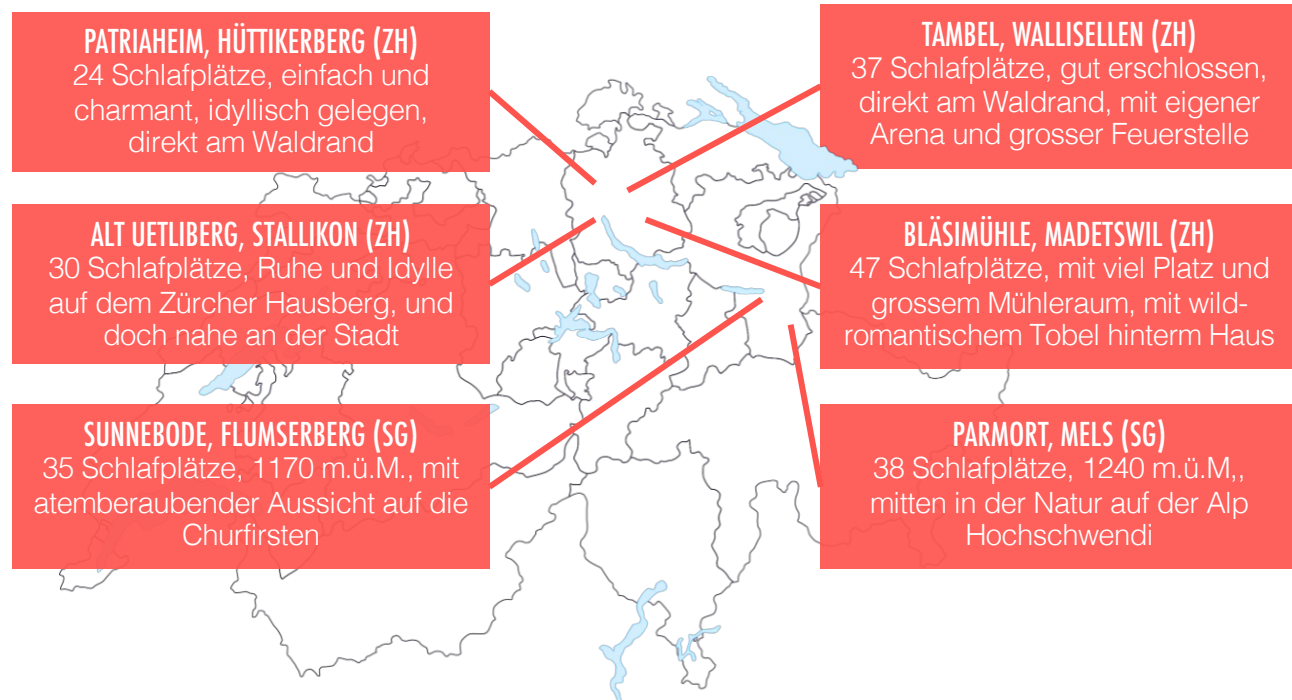 PATRIAHEIM, HÜTTIKERBERG (ZH)
24 Schlafplätze, einfach und
charmant, idyllisch gelegen,
direkt am Waldrand
TAMBEL, WALLISELLEN (ZH)
37 Schlafplätze, gut erschlossen,
direkt am Waldrand, mit eigener
Arena und grosser Feuerstelle
ALT UETLIBERG, STALLIKON (ZH)
30 Schlafplätze, Ruhe und Idylle
auf dem Zürcher Hausberg, und
doch nahe an der Stadt
BLÄSIMÜHLE, MADETSWIL (ZH)
47 Schlafplätze, mit viel Platz und
grossem Mühleraum, mit wild-
romantischem Tobel hinterm Haus
SUNNEBODE, FLUMSERBERG (SG)
35 Schlafplätze, 1170 m.ü.M., mit
atemberaubender Aussicht auf die
Churfirsten
PARMORT, MELS (SG)
38 Schlafplätze, 1240 m.ü.M,,
mitten in der Natur auf der Alp
Hochschwendi